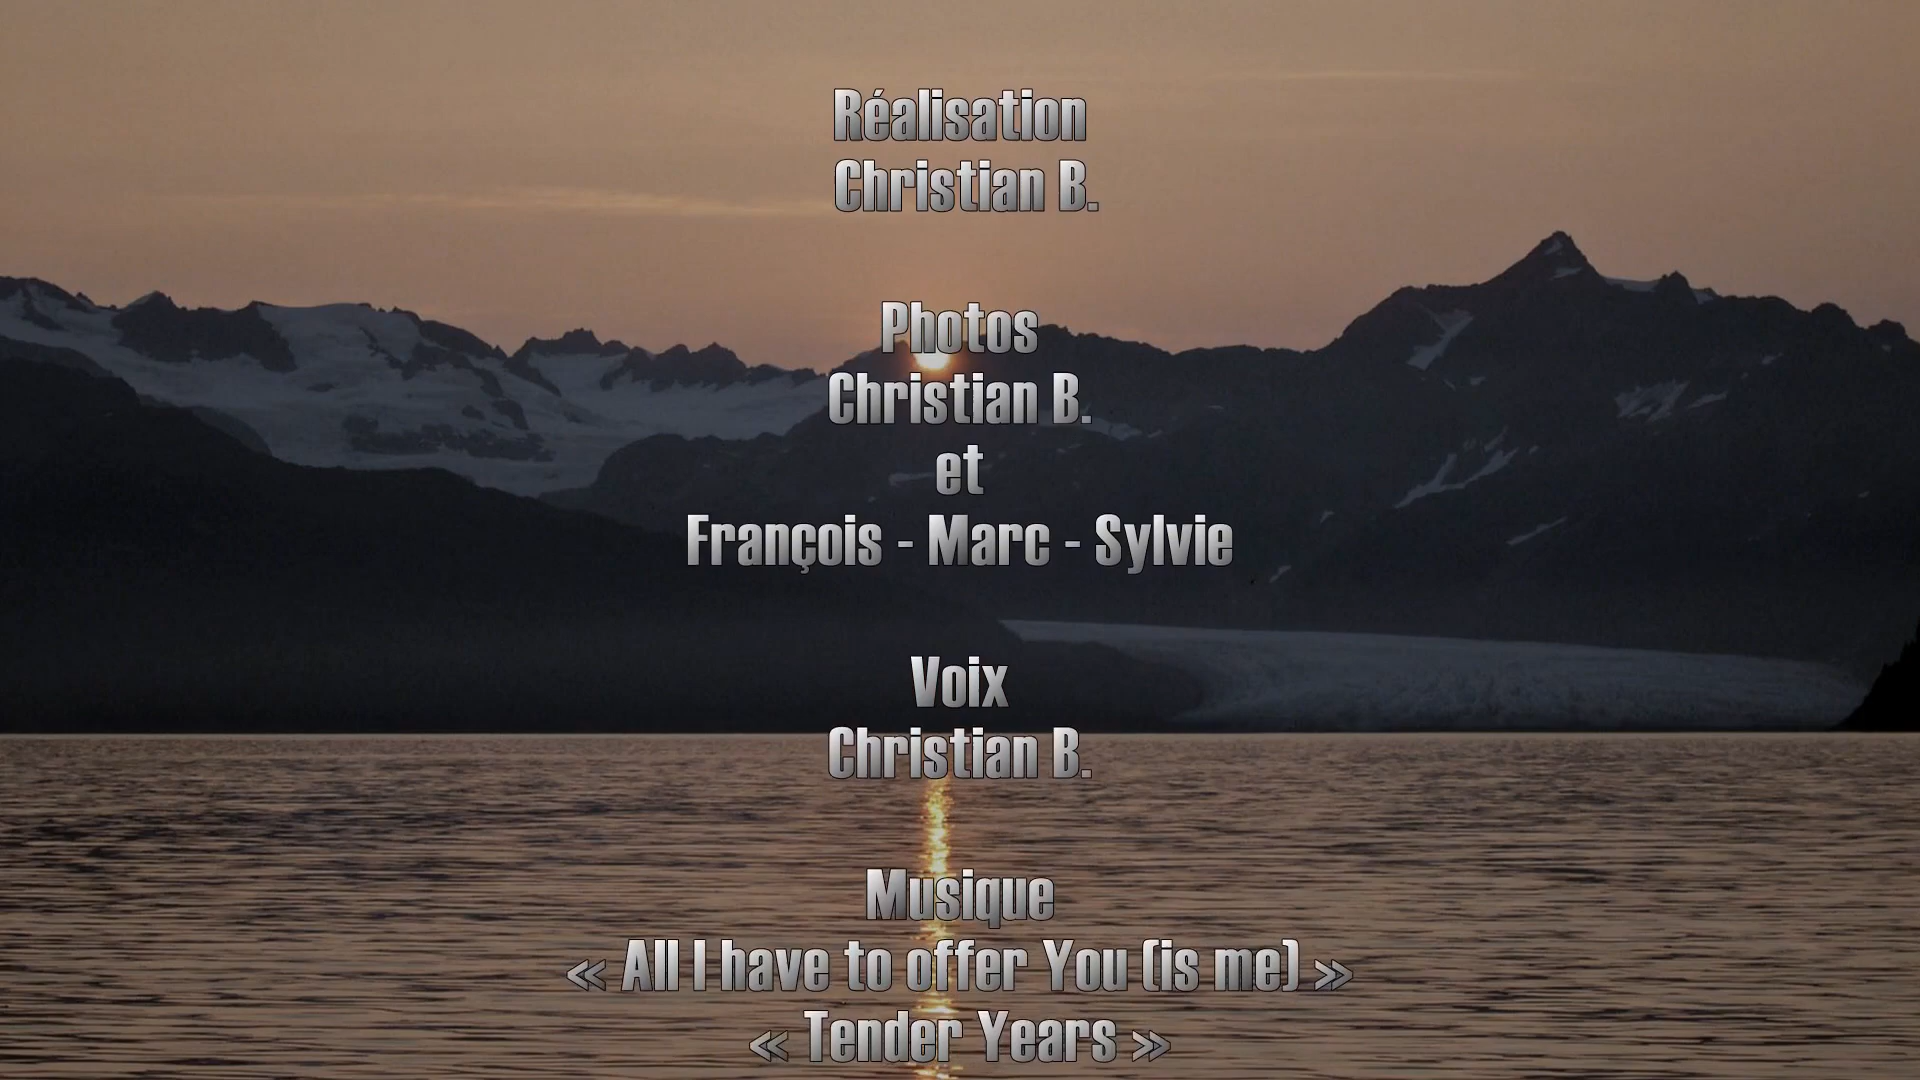 Réalisation
Christian B.
Photos
Christian B.
et
François - Marc - Sylvie
Voix
Christian B.
Musique
« All I have to offer You (is me) »
« Tender Years »